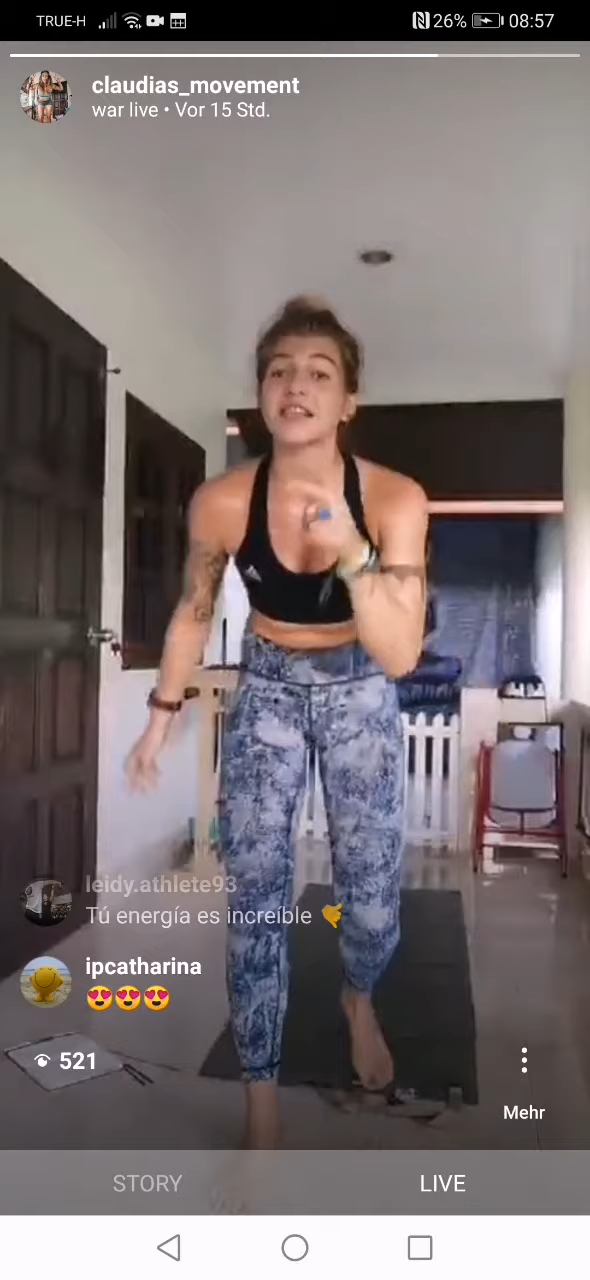 TRUE-H
26%
08:57
claudias_movement
war live • Vor 15 Std.
leidy.athlete93
Tú energía es increíble 🤙
ipcatharina
😍😍😍
521
Mehr
STORY
LIVE